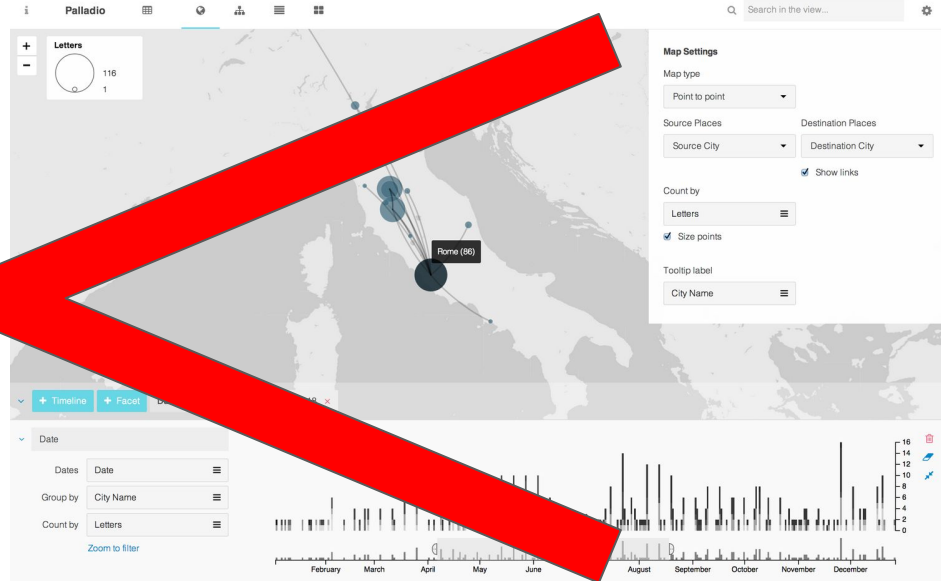 i Palladio Search in the view...
+ Letters
− 116
1
Map Settings
Map type
Point to point
Source Places Destination Places
Source City Destination City
Show links
Count by
Letters
Size points
Tooltip label
City Name
Rome (86)
+ Timeline + Facet
Date
Dates Date
Group by City Name
Count by Letters
Zoom to filter
16
14
12
10
8
6
4
2
0
February March April May June August September October November December